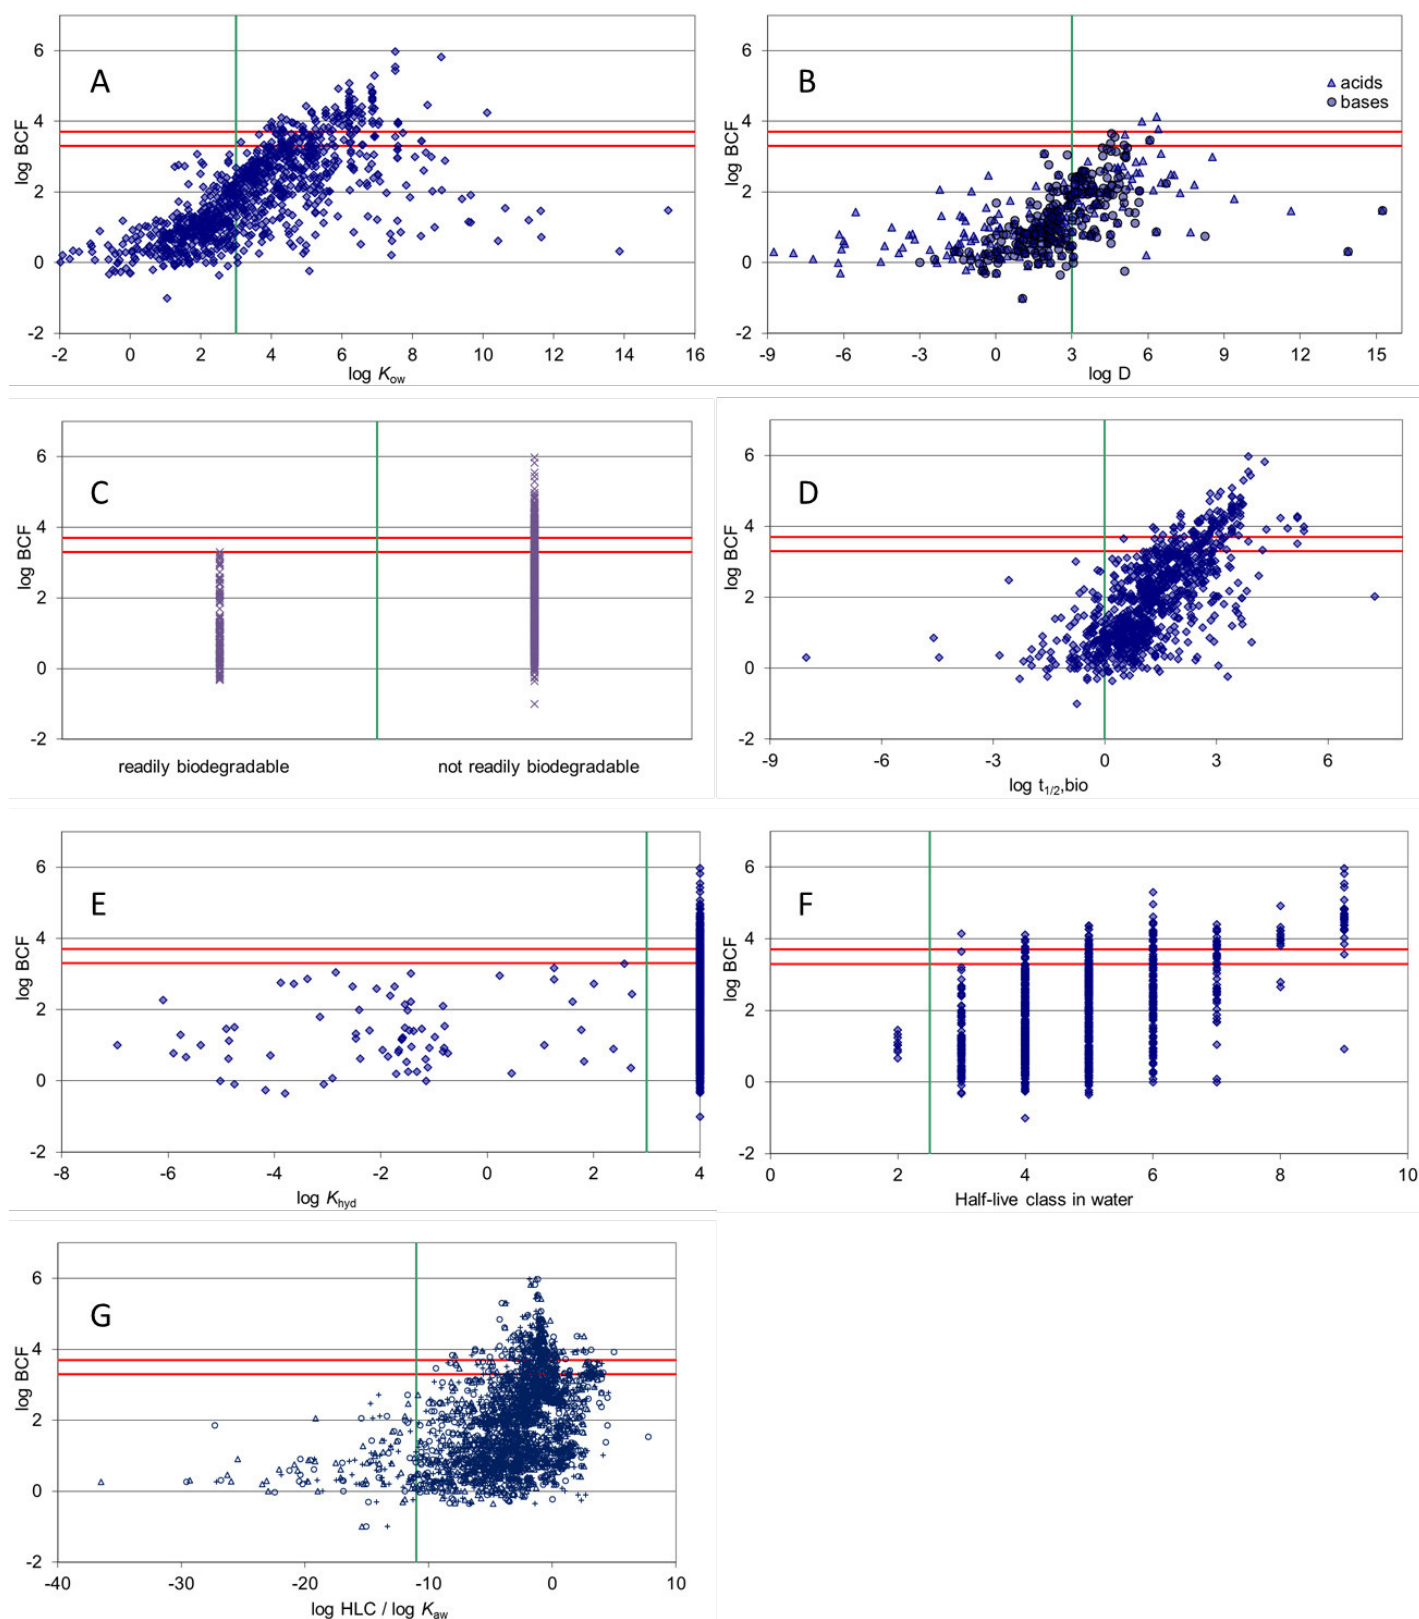 A
log BCF
6
4
2
0
-2
-2 0 2 4 6 8 10 12 14 16
log Kow
B
acids
bases
log BCF
6
4
2
0
-2
-9 -6 -3 0 3 6 9 12 15
log D
C
log BCF
6
4
2
0
-2
readily biodegradable not readily biodegradable
D
log BCF
6
4
2
0
-2
-9 -3 0 3 6
log t1/2,bio
E
log BCF
6
4
2
0
-2
-8 -6 -4 -2 0 2 4
log Khyd
F
log BCF
6
4
2
0
-2
0 2 4 6 8 10
Half-live class in water
G
log BCF
6
4
2
0
-2
-40 -30 -20 -10 0 10
log HLC / log Kaw